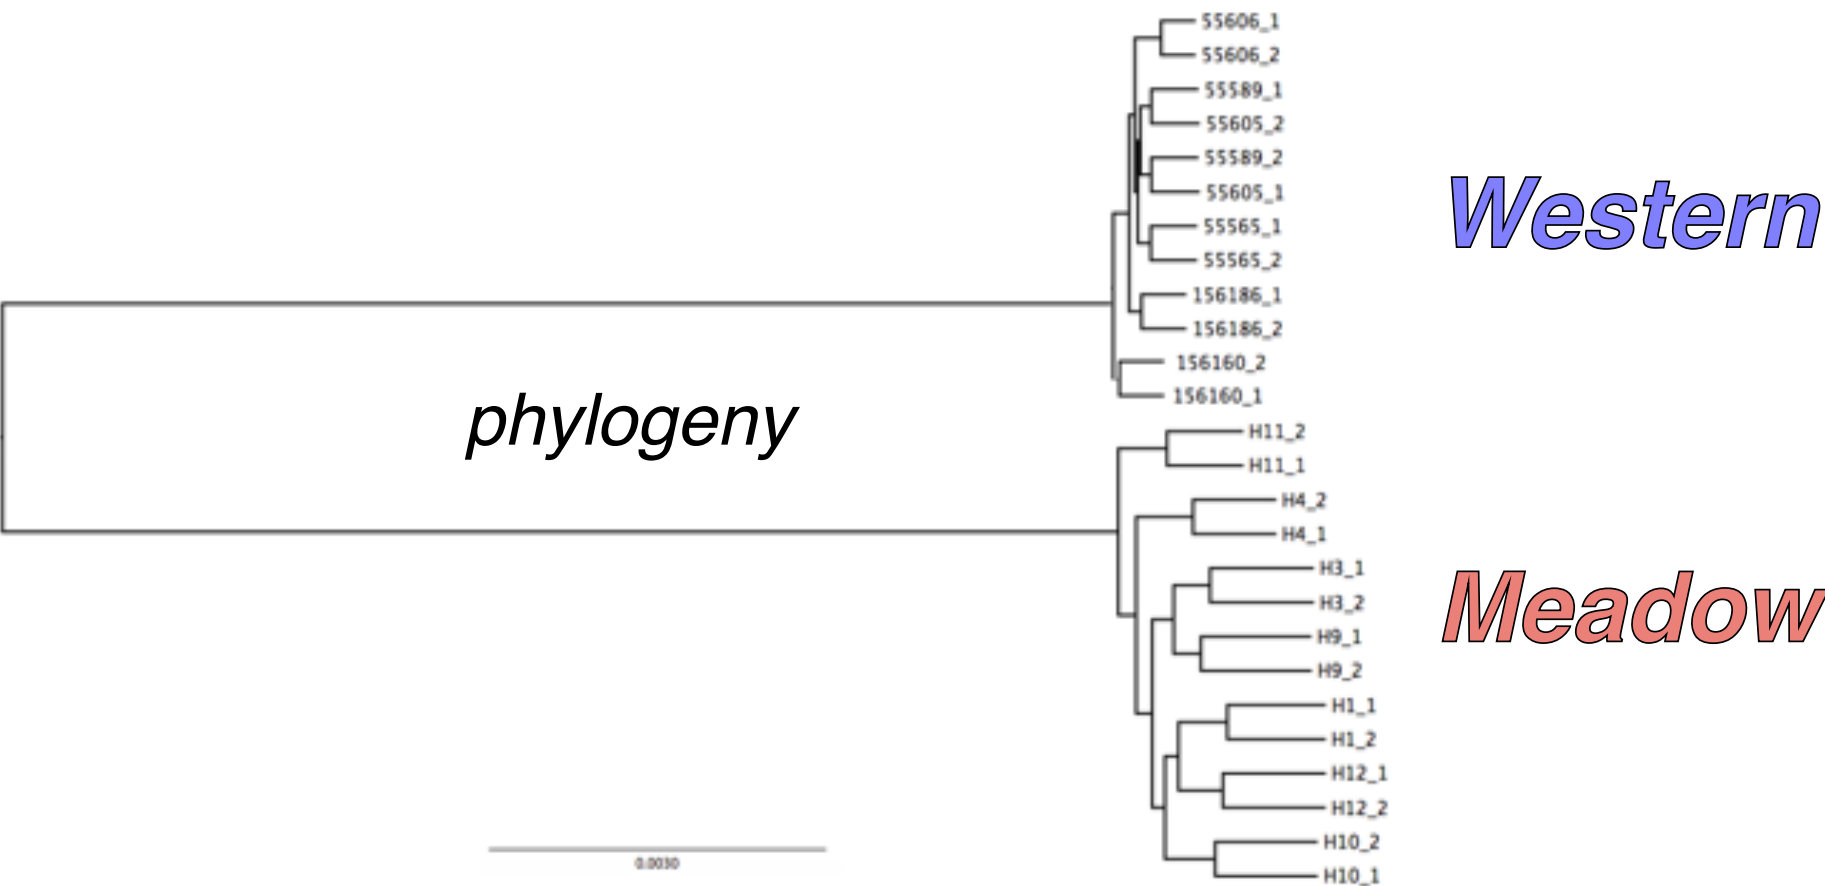 55606_1
55606_2
55589_1
55605_2
55589_2
55605_1
Western
55565_1
55565_2
156186_1
156186_2
156160_2
156160_1
phylogeny
H11_2
H11_1
H4_2
H4_1
H3_1
H3_2
Meadow
H9_1
H9_2
H1_1
H1_2
H12_1
H12_2
H10_2
0.0030
H10_1